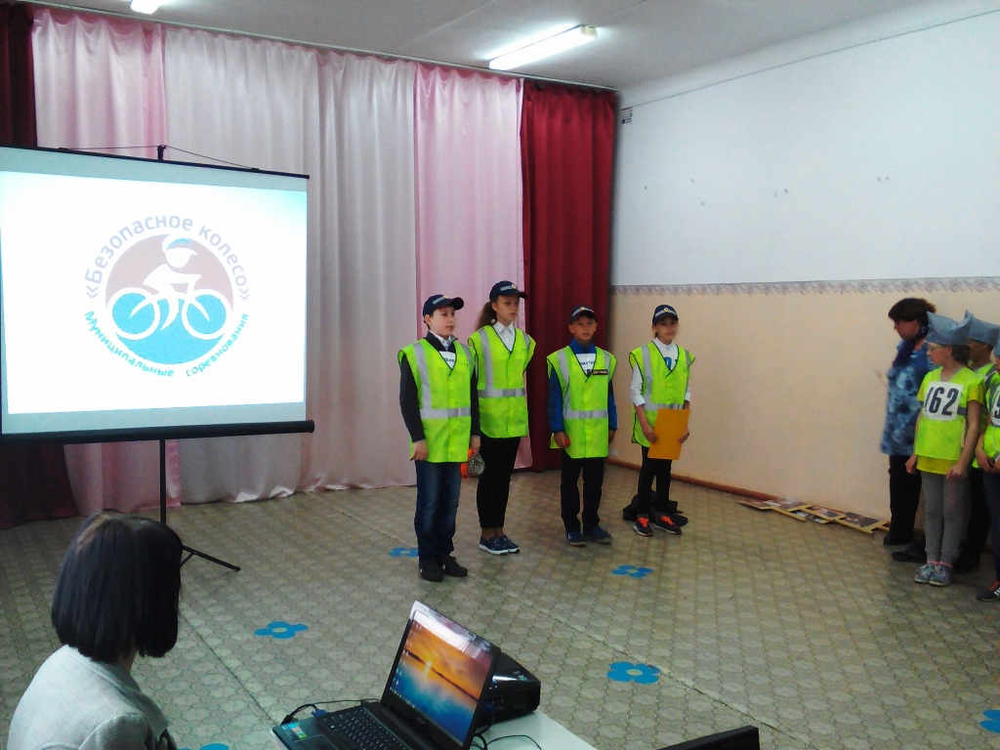 «Безопасное колесо»
Муниципальные соревнования
162